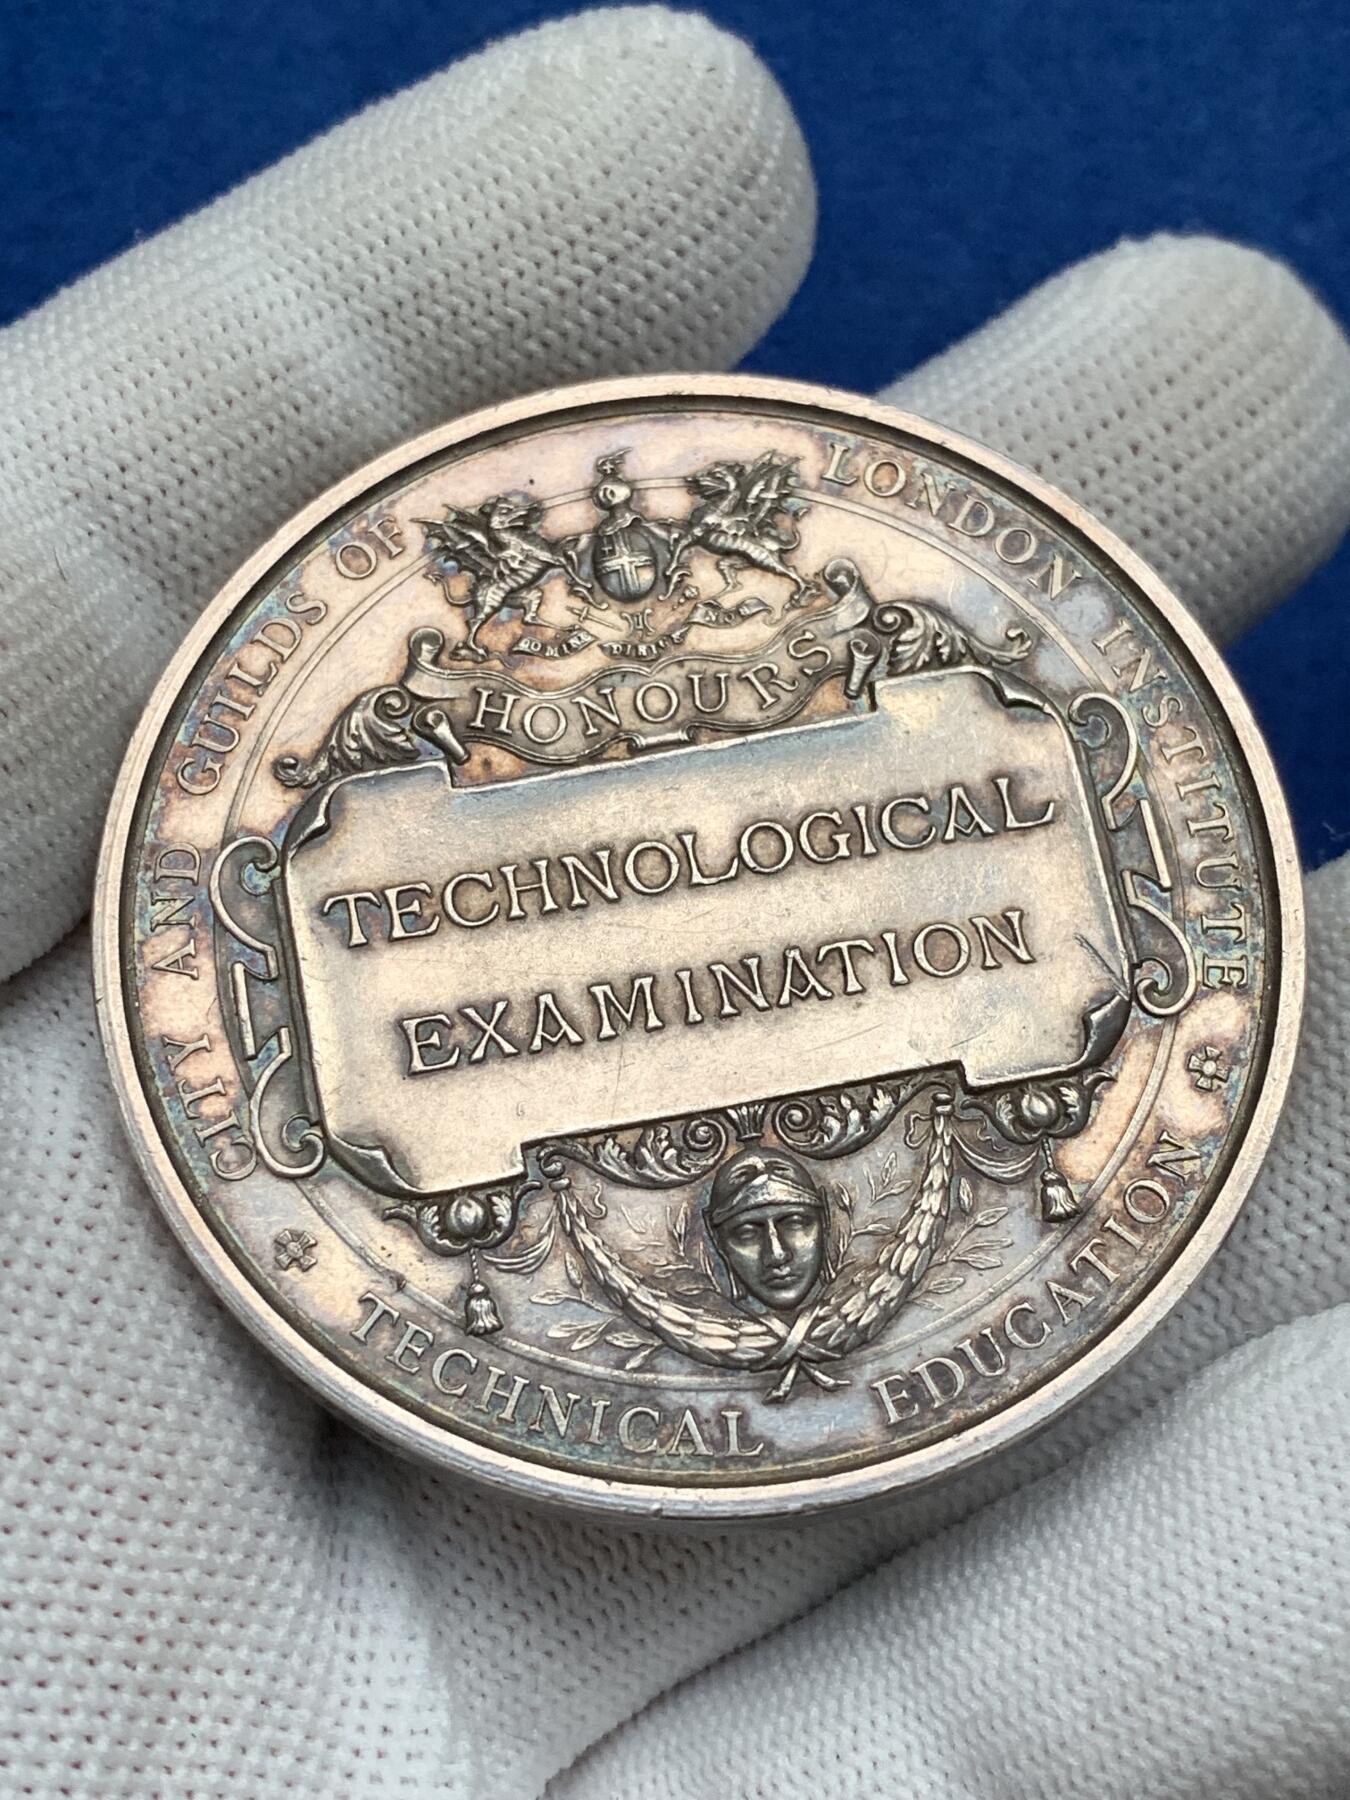 CITY AND GUILDS OF LONDON INSTITUTE
DOMINE DIRIGE NOS
HONOURS
TECHNOLOGICAL
EXAMINATION
TECHNICAL EDUCATION